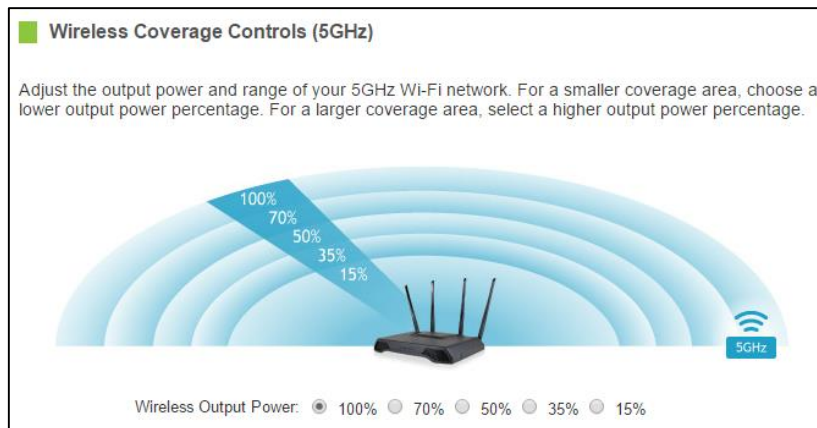 Wireless Coverage Controls (5GHz)
Adjust the output power and range of your 5GHz Wi-Fi network. For a smaller coverage area, choose a
lower output power percentage. For a larger coverage area, select a higher output power percentage.
100%
70%
50%
35%
15%
5GHz
Wireless Output Power: 100% 70% 50% 35% 15%